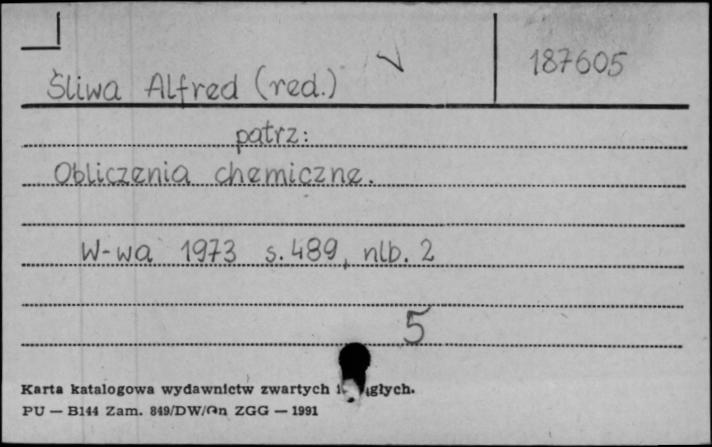 187605
Śliwa Alfred (red.)
patrz:
Obliczenia chemiczne.
W-wa 1973 s. 489, nlb. 2
5
Karta katalogowa wydawnictw zwartych i
PU — B144 Zam. 849/DW/Gn ZGG — 1991